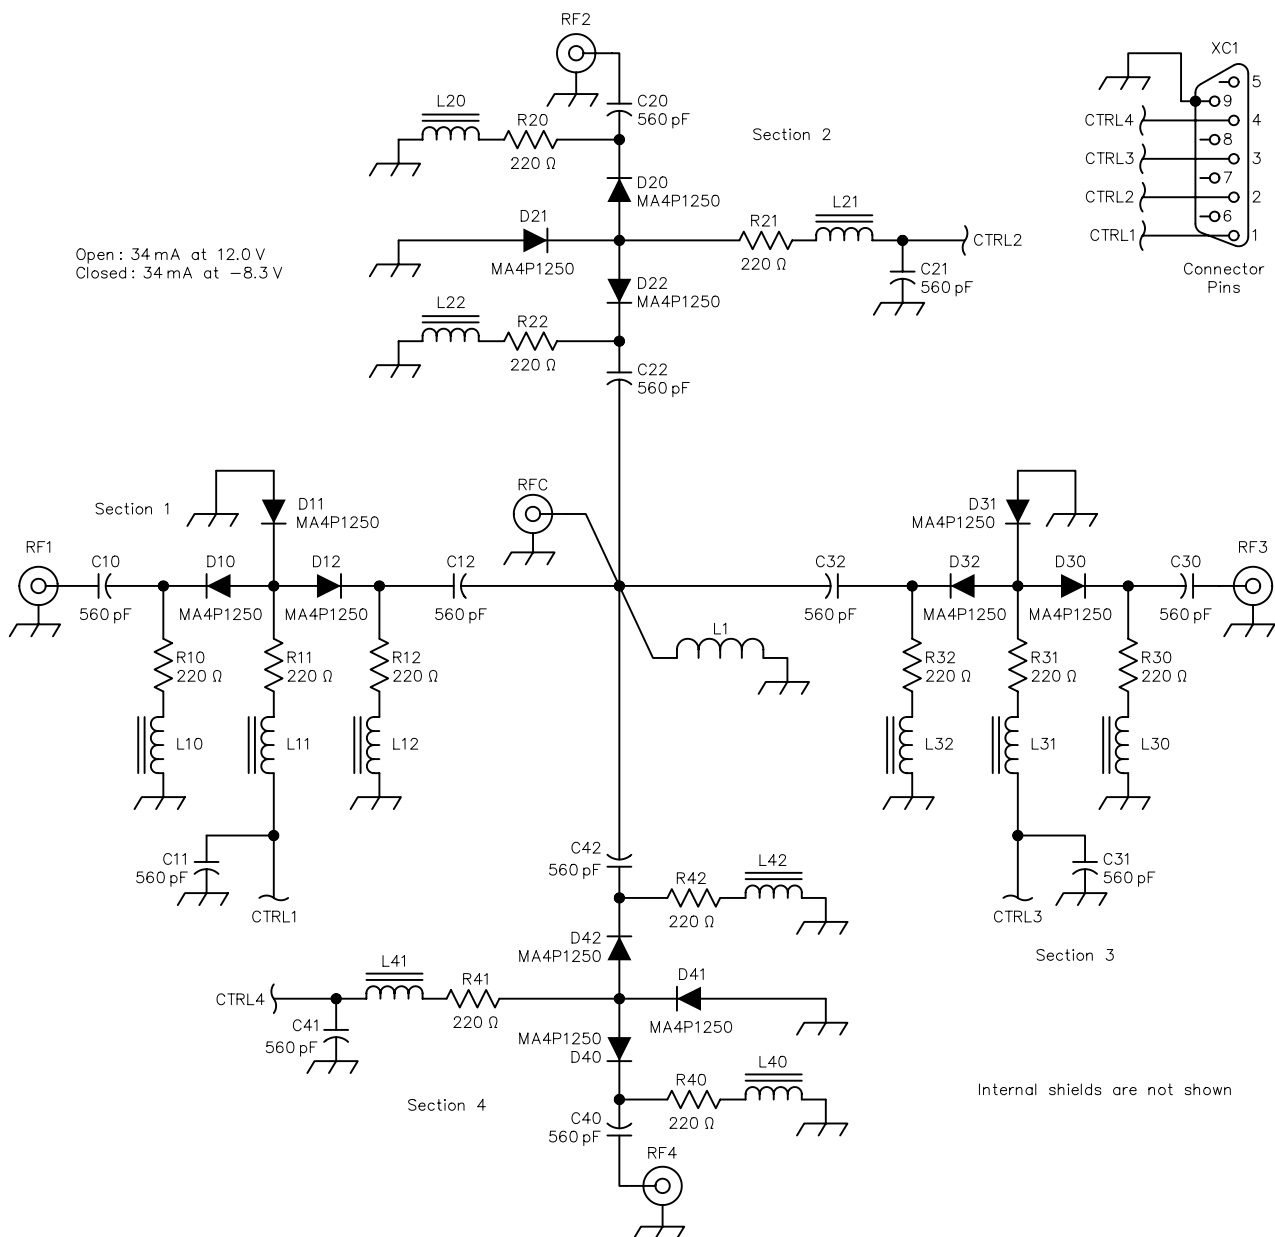 RF2
XC1
5
9
4
8
3
7
2
6
1
CTRL4
CTRL3
CTRL2
CTRL1
Connector
Pins
L20
R20
220 Ω
C20
560 pF
Section 2
D20
MA4P1250
D21
MA4P1250
R21
220 Ω
L21
CTRL2
C21
560 pF
Open: 34 mA at 12.0 V
Closed: 34 mA at −8.3 V
D22
MA4P1250
L22
R22
220 Ω
C22
560 pF
Section 1
D11
MA4P1250
RFC
D31
MA4P1250
RF1
C10
560 pF
D10
MA4P1250
D12
MA4P1250
C12
560 pF
C32
560 pF
D32
MA4P1250
D30
MA4P1250
C30
560 pF
RF3
L1
R10
220 Ω
R11
220 Ω
R12
220 Ω
R32
220 Ω
R31
220 Ω
R30
220 Ω
L10
L11
L12
L32
L31
L30
C11
560 pF
CTRL1
C42
560 pF
R42
220 Ω
L42
C31
560 pF
CTRL3
Section 3
D42
MA4P1250
L41
R41
220 Ω
D41
MA4P1250
CTRL4
C41
560 pF
MA4P1250
D40
R40
220 Ω
L40
Section 4
C40
560 pF
Internal shields are not shown
RF4